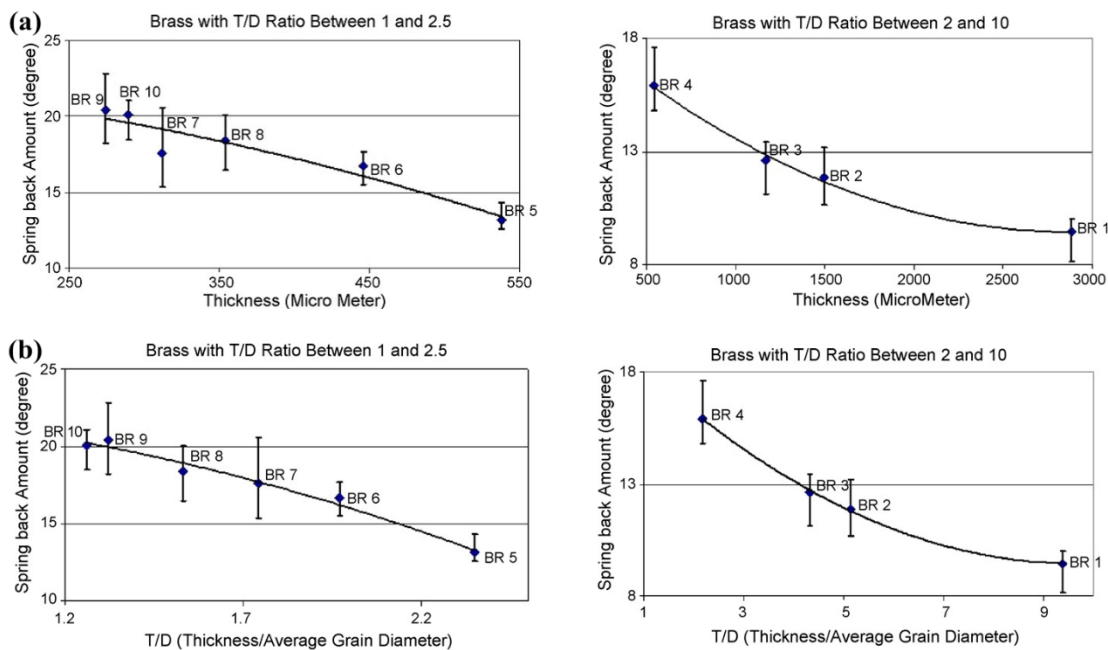 (a)
Brass with T/D Ratio Between 1 and 2.5
Spring back Amount (degree)
25
20
15
10
BR 9
BR 10
BR 7
BR 8
BR 6
BR 5
250
350
450
550
Thickness (Micro Meter)
Brass with T/D Ratio Between 2 and 10
Spring back Amount (degree)
18
13
8
BR 4
BR 3
BR 2
BR 1
500
1000
1500
2000
2500
3000
Thickness (MicroMeter)
(b)
Brass with T/D Ratio Between 1 and 2.5
Spring back Amount (degree)
25
20
15
10
BR 10
BR 9
BR 8
BR 7
BR 6
BR 5
1.2
1.7
2.2
T/D (Thickness/Average Grain Diameter)
Brass with T/D Ratio Between 2 and 10
Spring back Amount (degree)
18
13
8
BR 4
BR 3
BR 2
BR 1
1
3
5
7
9
T/D (Thickness/Average Grain Diameter)